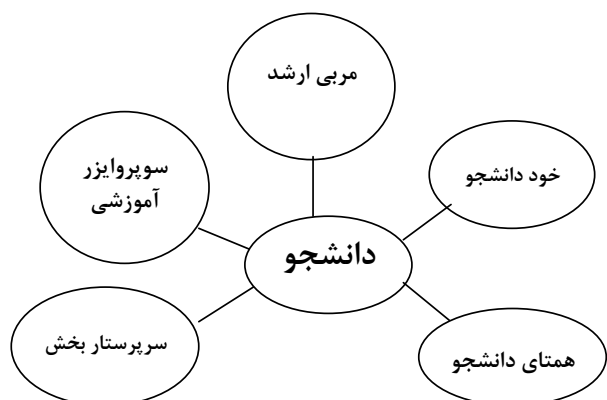 مربی ارشد
خود دانشجو
سوپروایزر
آموزشی
دانشجو
سرپرستار بخش
همتای دانشجو